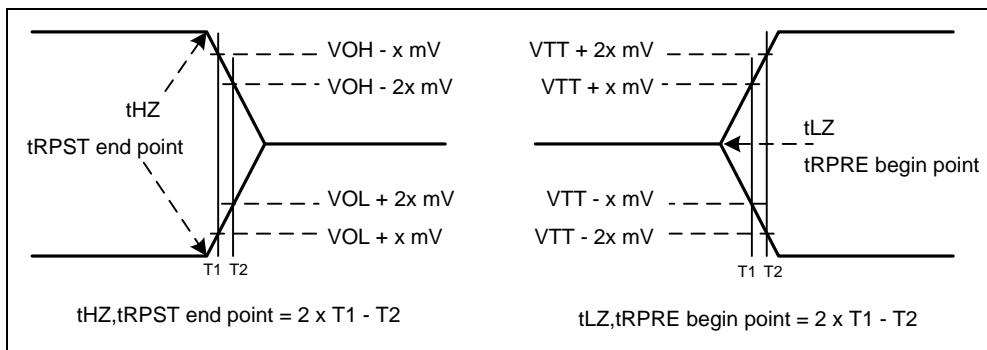 VOH - x mV
VOH - 2x mV
tHZ
tRPST end point
VOL + 2x mV
VOL + x mV
T1 T2
tHZ,tRPST end point = 2 x T1 - T2
VTT + 2x mV
VTT + x mV
tLZ
tRPRE begin point
VTT - x mV
VTT - 2x mV
T1 T2
tLZ,tRPRE begin point = 2 x T1 - T2